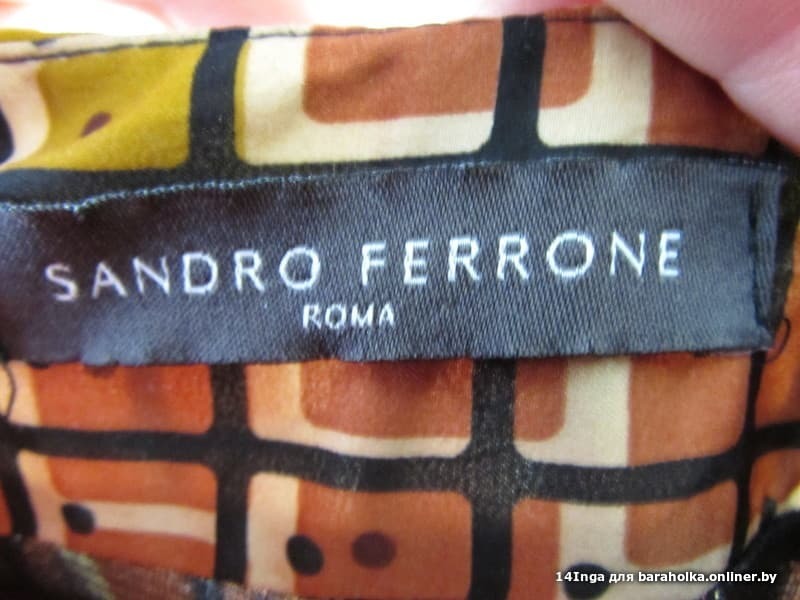 SANDRO FERRONE
ROMA
14Inga для baraholka.onliner.by